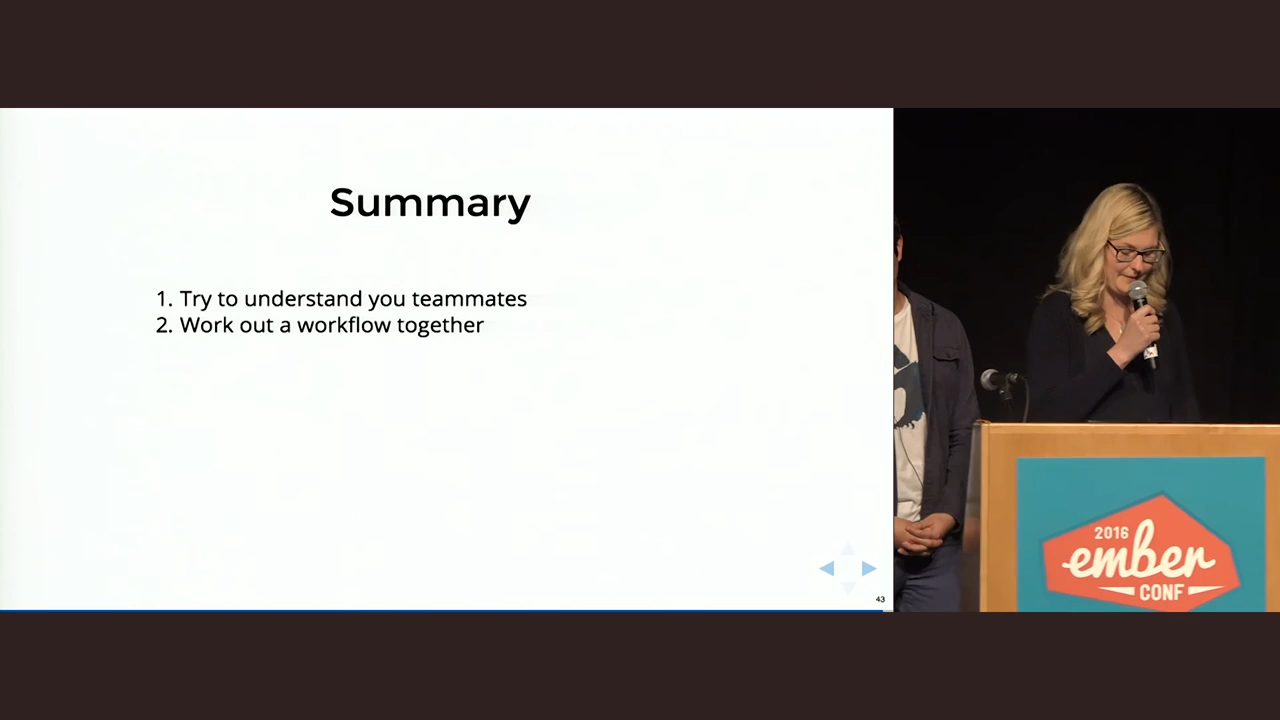 Summary
1. Try to understand you teammates
2. Work out a workflow together
43
2016
ember
CONF